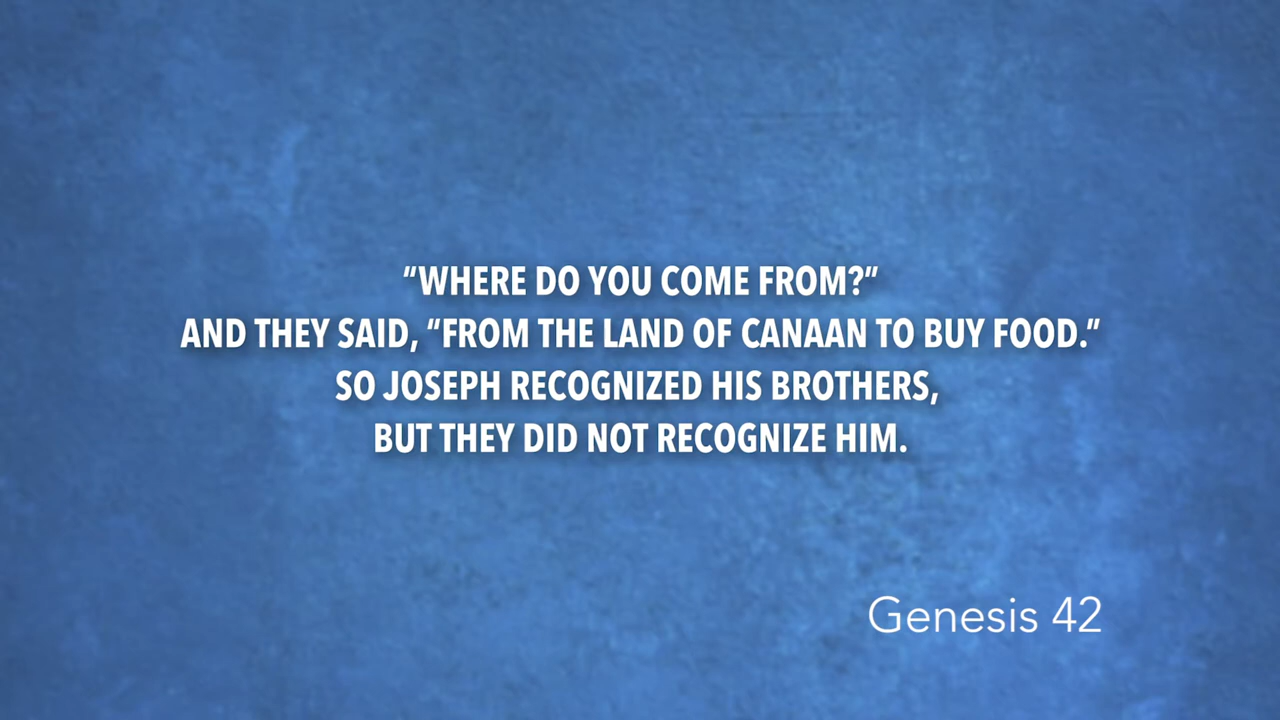 "WHERE DO YOU COME FROM?"
AND THEY SAID, "FROM THE LAND OF CANAAN TO BUY FOOD."
SO JOSEPH RECOGNIZED HIS BROTHERS,
BUT THEY DID NOT RECOGNIZE HIM.
Genesis 42